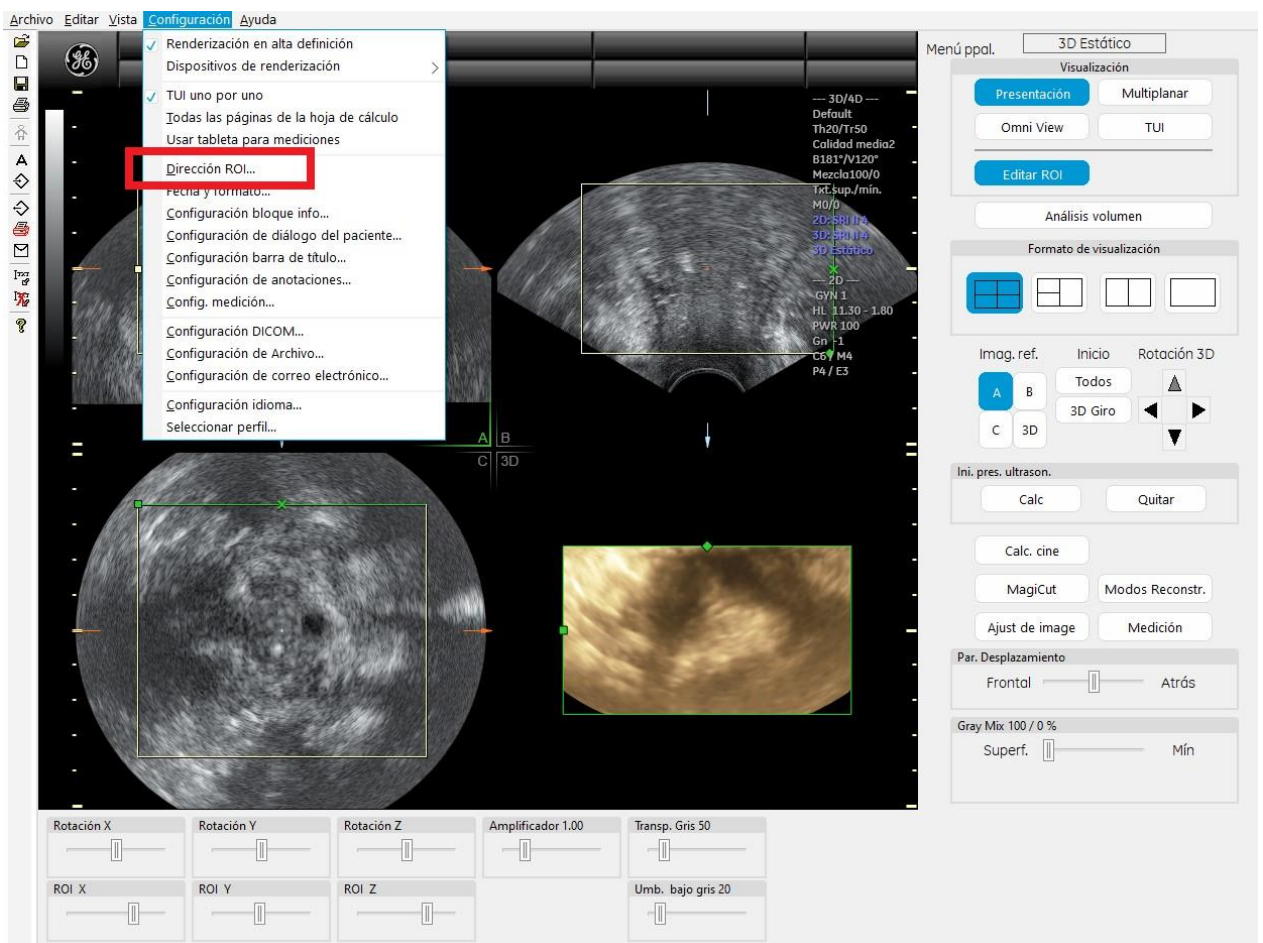 Archivo Editar Vista Configuración Ayuda
Renderización en alta definición
Dispositivos de renderización
TUI uno por uno
Todas las páginas de la hoja de cálculo
Usar tableta para mediciones
Dirección ROI...
Fecha y formato...
Configuración bloque info...
Configuración de diálogo del paciente...
Configuración barra de título...
Configuración de anotaciones...
Config. medición...
Configuración DICOM...
Configuración de Archivo...
Configuración de correo electrónico...
Configuración idioma...
Seleccionar perfil...
--- 3D/4D ---
Default
Th20/Tr50
Calidad media2
B181°/V120°
Mezcla100/0
Txt.sup./mín.
M0/0
2D: SRI II 4
3D: SRI II 4
3D Estático
--- 2D ---
GYN 1
HL 11.30 - 1.80
PWR 100
Gn -1
C6 / M4
P4 / E3
A B
C 3D
Menú ppal. 3D Estático
Visualización
Presentación Multiplanar
Omni View TUI
Editar ROI
Análisis volumen
Formato de visualización
Imag. ref. Inicio Rotación 3D
A B Todos
C 3D 3D Giro
Ini. pres. ultrason.
Calc Quitar
Calc. cine
MagiCut Modos Reconstr.
Ajust de image Medición
Par. Desplazamiento
Frontal Atrás
Gray Mix 100 / 0 %
Superf. Mín
Rotación X Rotación Y Rotación Z Amplificador 1.00 Transp. Gris 50
ROI X ROI Y ROI Z Umb. bajo gris 20